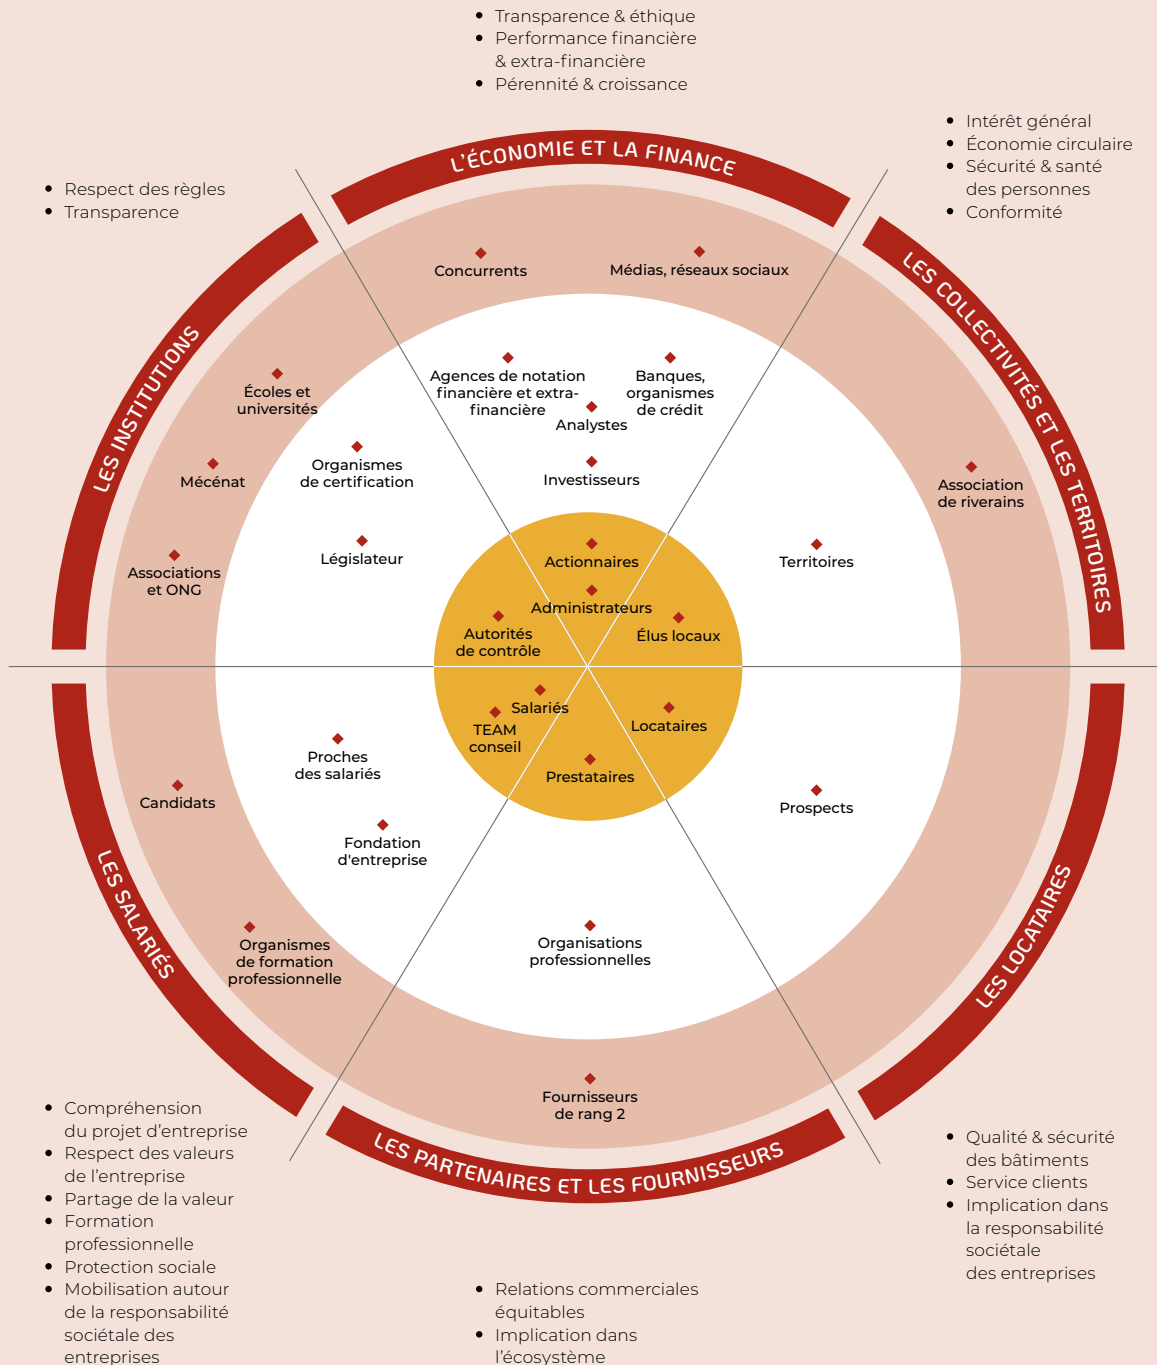 • Transparence & éthique
• Performance financière
& extra-financière
• Pérennité & croissance
• Intérêt général
• Économie circulaire
• Sécurité & santé
des personnes
• Conformité
• Respect des règles
• Transparence
L'ÉCONOMIE ET LA FINANCE
LES COLLECTIVITÉS ET LES TERRITOIRES
LES INSTITUTIONS
Concurrents
Médias, réseaux sociaux
Agences de notation
financière et extra-
financière
Banques,
organismes
de crédit
Analystes
Investisseurs
Écoles et
universités
Organismes
de certification
Mécénat
Législateur
Associations
et ONG
Association
de riverains
Territoires
Actionnaires
Administrateurs
Autorités
de contrôle
Élus locaux
Salariés
TEAM
conseil
Locataires
Prestataires
Proches
des salariés
Candidats
Fondation
d'entreprise
Prospects
Organismes
de formation
professionnelle
Organisations
professionnelles
Fournisseurs
de rang 2
LES SALARIÉS
LES LOCATAIRES
LES PARTENAIRES ET LES FOURNISSEURS
• Compréhension
du projet d'entreprise
• Respect des valeurs
de l'entreprise
• Partage de la valeur
• Formation
professionnelle
• Protection sociale
• Mobilisation autour
de la responsabilité
sociétale des
entreprises
• Relations commerciales
équitables
• Implication dans
l'écosystème
• Qualité & sécurité
des bâtiments
• Service clients
• Implication dans
la responsabilité
sociétale
des entreprises